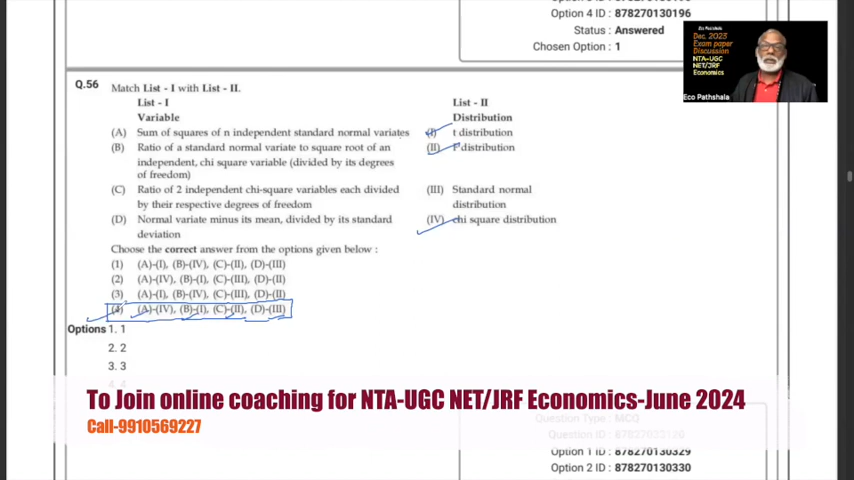 Option 4 ID : 878270130196
Status : Answered
Chosen Option : 1
Eco Pathshala
Dec. 2023
Exam paper
Discussion
NTA-UGC
NET/JRF
Economics
Eco Pathshala
Q.56 Match List - I with List - II.
List - I List - II
Variable Distribution
(A) Sum of squares of n independent standard normal variates (I) t distribution
(B) Ratio of a standard normal variate to square root of an (II) F distribution
independent, chi square variable (divided by its degrees
of freedom)
(C) Ratio of 2 independent chi-square variables each divided (III) Standard normal
by their respective degrees of freedom distribution
(D) Normal variate minus its mean, divided by its standard (IV) chi square distribution
deviation
Choose the correct answer from the options given below :
(1) (A)-(I), (B)-(IV), (C)-(II), (D)-(III)
(2) (A)-(IV), (B)-(I), (C)-(III), (D)-(II)
(3) (A)-(I), (B)-(IV), (C)-(III), (D)-(II)
(4) (A)-(IV), (B)-(I), (C)-(II), (D)-(III)
Options 1. 1
2. 2
3. 3
4. 4
To Join online coaching for NTA-UGC NET/JRF Economics-June 2024
Call-9910569227
Question Type : MCQ
Question ID :
Option 1 ID : 878270130329
Option 2 ID : 878270130330